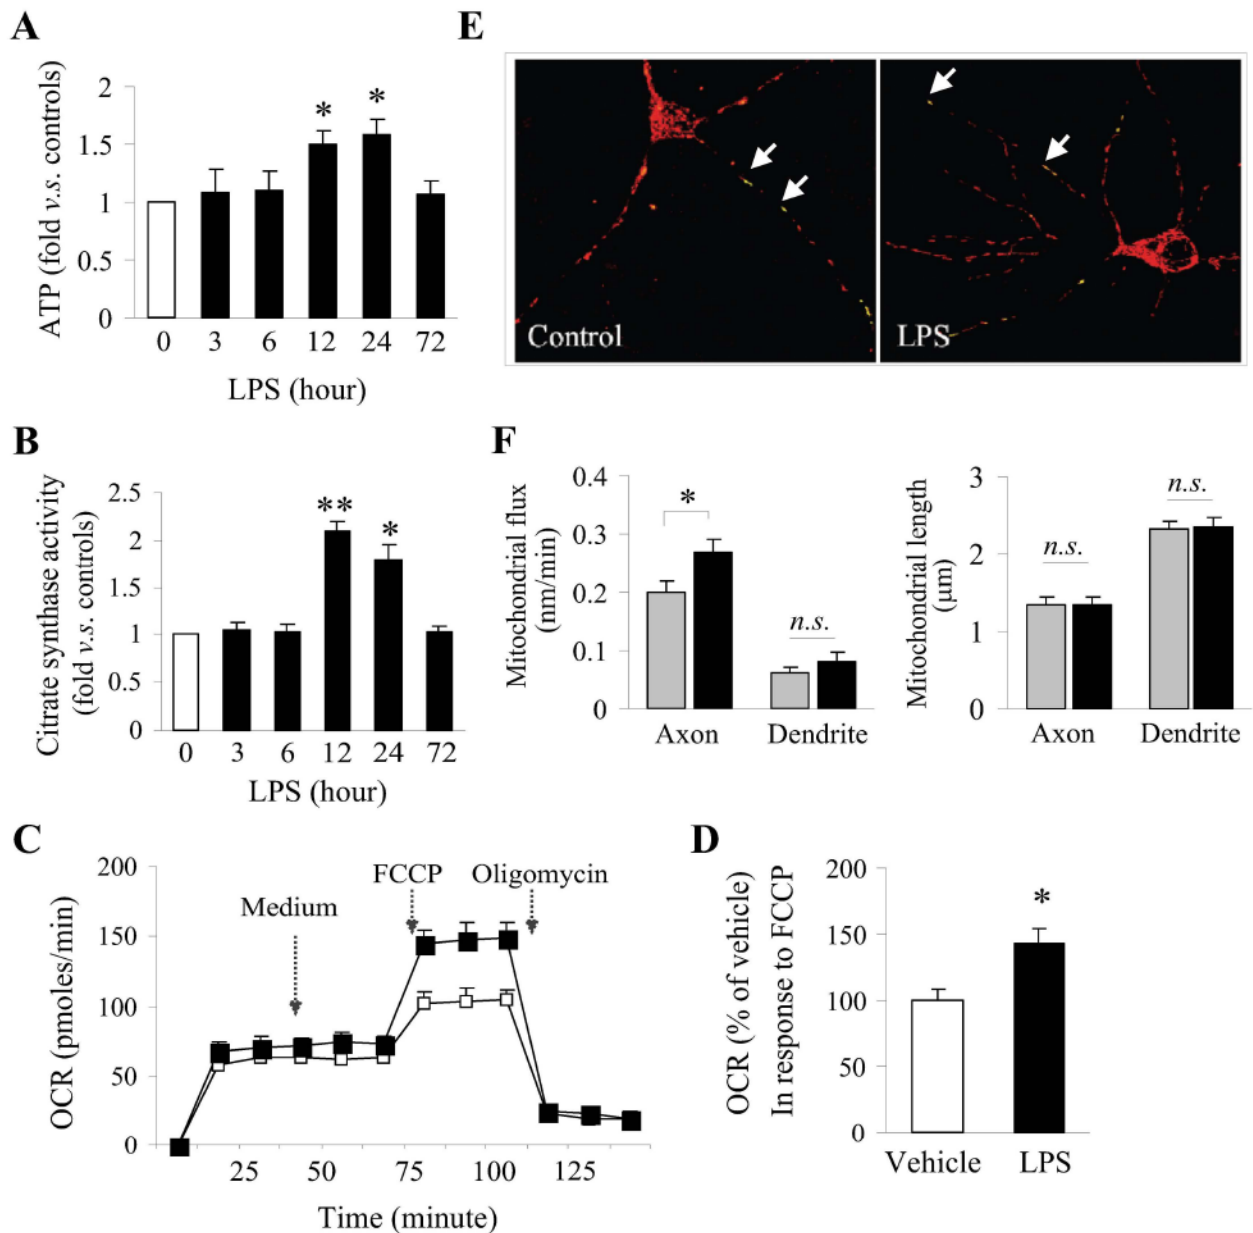 A
ATP (fold v.s. controls)
2
1.5
1
0.5
0
* *
0 3 6 12 24 72
LPS (hour)
B
Citrate synthase activity
(fold v.s. controls)
2.5
2
1.5
1
0.5
0
** *
0 3 6 12 24 72
LPS (hour)
C
OCR (pmoles/min)
200
150
100
50
0
Medium
FCCP
Oligomycin
25 50 75 100 125
Time (minute)
E
Control
LPS
F
Mitochondrial flux
(nm/min)
0.4
0.3
0.2
0.1
0
*
n.s.
Axon Dendrite
Mitochondrial length
(μm)
3
2
1
0
n.s.
n.s.
Axon Dendrite
D
OCR (% of vehicle)
In response to FCCP
200
150
100
50
0
*
Vehicle LPS